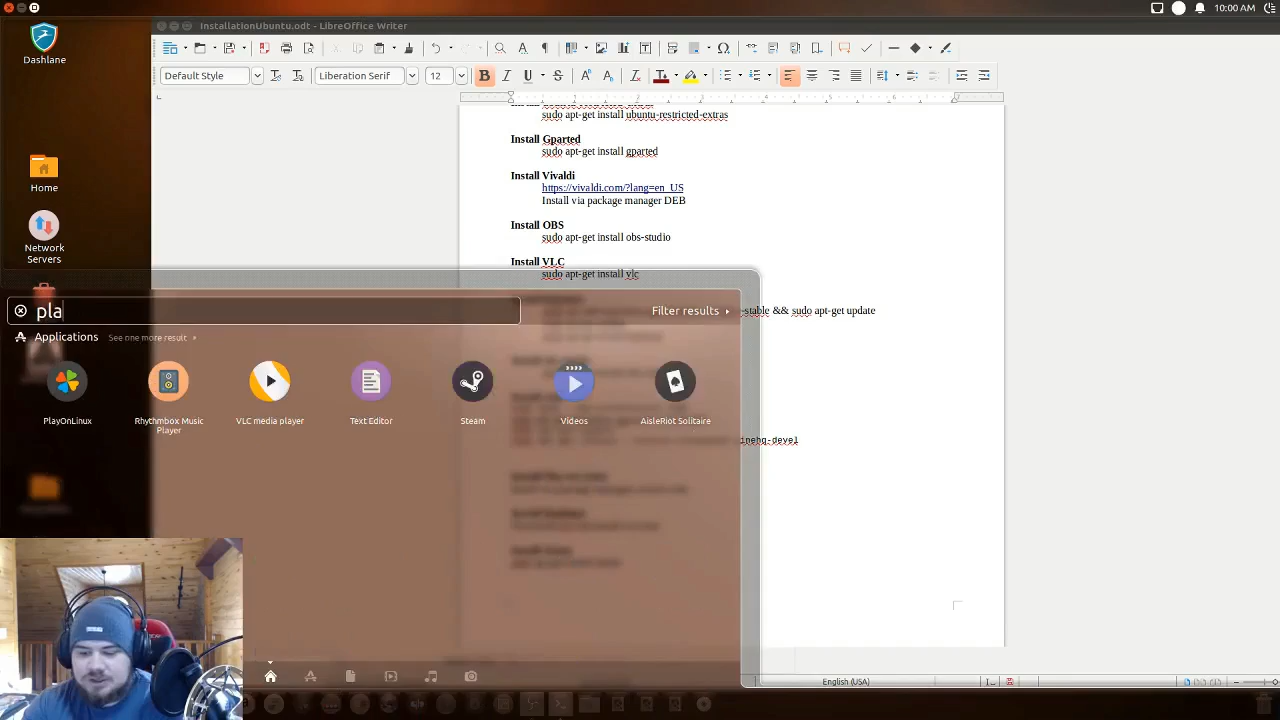 10:00 AM
InstallationUbuntu.odt - LibreOffice Writer
Dashlane
Default Style
Liberation Serif
12
sudo apt-get install ubuntu-restricted-extras
Install Gparted
sudo apt-get install gparted
Install Vivaldi
https://vivaldi.com/?lang=en_US
Install via package manager DEB
Install OBS
sudo apt-get install obs-studio
Install VLC
sudo apt-get install vlc
Home
Network
Servers
pla
Filter results
-stable && sudo apt-get update
Applications
See one more result
PlayOnLinux
Rhythmbox Music
Player
VLC media player
Text Editor
Steam
Videos
AisleRiot Solitaire
inehq-devel
English (USA)